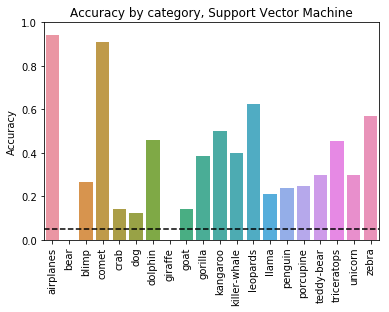 Accuracy by category, Support Vector Machine
Accuracy
1.0
0.8
0.6
0.4
0.2
0.0
airplanes
bear
blimp
comet
crab
dog
dolphin
giraffe
goat
gorilla
kangaroo
killer-whale
leopards
llama
penguin
porcupine
teddy-bear
triceratops
unicorn
zebra